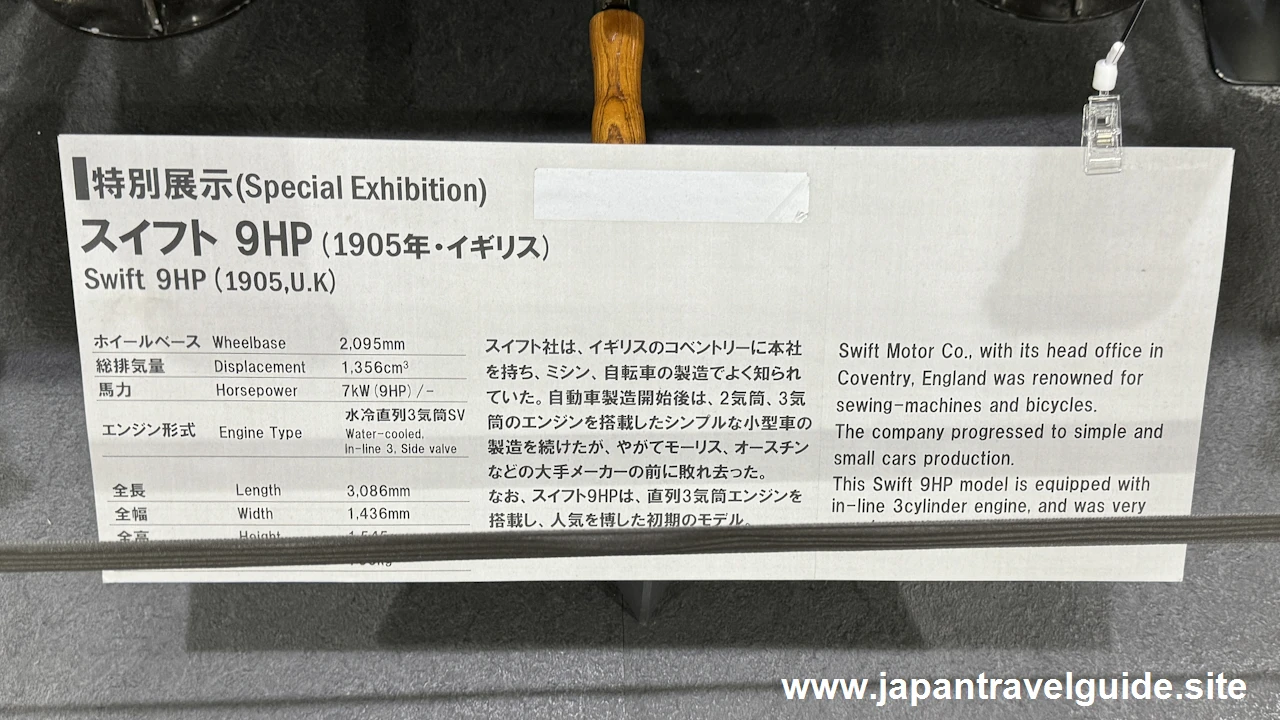 特別展示(Special Exhibition)
スイフト 9HP (1905年・イギリス)
Swift 9HP (1905,U.K)
ホイールベース Wheelbase 2,095mm
総排気量 Displacement 1,356cm³
馬力 Horsepower 7kW (9HP) /-
エンジン形式 Engine Type 水冷直列3気筒SV
Water-cooled,
In-line 3, Side valve
全長 Length 3,086mm
全幅 Width 1,436mm
全高 Height
スイフト社は、イギリスのコベントリーに本社
を持ち、ミシン、自転車の製造でよく知られ
ていた。自動車製造開始後は、2気筒、3気
筒のエンジンを搭載したシンプルな小型車の
製造を続けたが、やがてモーリス、オースチン
などの大手メーカーの前に敗れ去った。
なお、スイフト9HPは、直列3気筒エンジンを
搭載し、人気を博した初期のモデル。
Swift Motor Co., with its head office in
Coventry, England was renowned for
sewing-machines and bicycles.
The company progressed to simple and
small cars production.
This Swift 9HP model is equipped with
in-line 3cylinder engine, and was very
www.japantravelguide.site